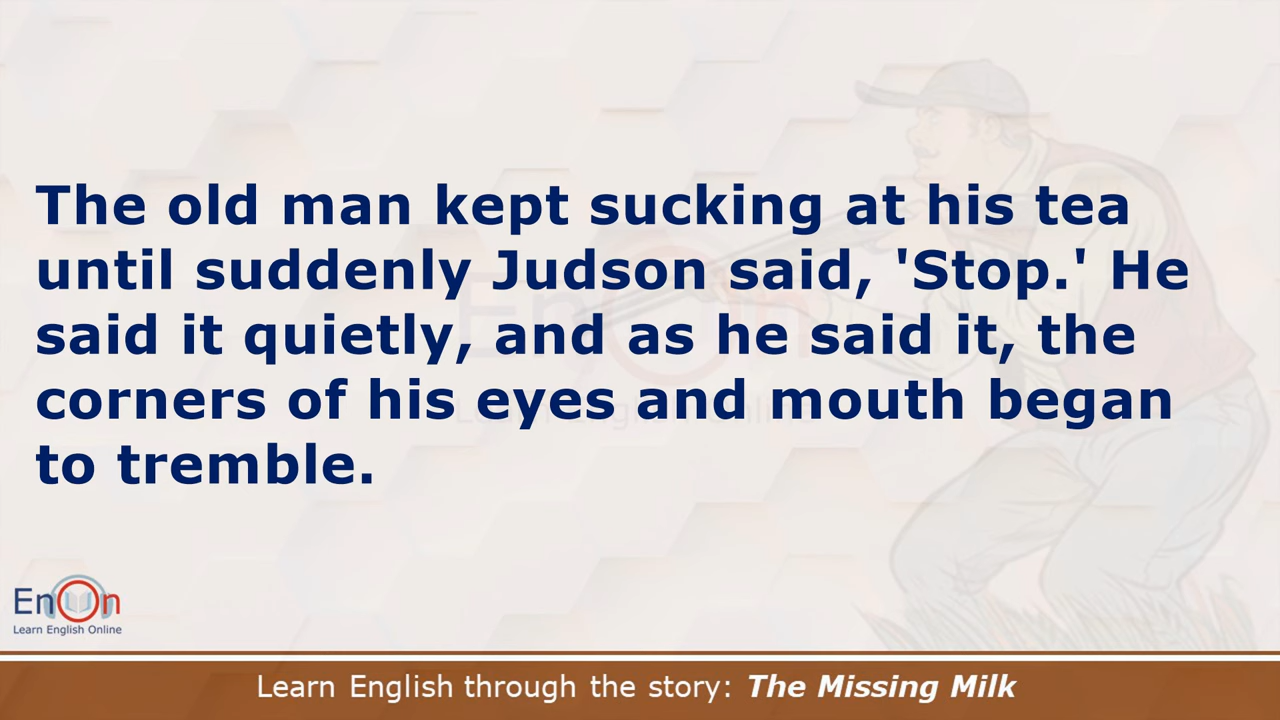 The old man kept sucking at his tea
until suddenly Judson said, 'Stop.' He
said it quietly, and as he said it, the
corners of his eyes and mouth began
to tremble.
EnOn
Learn English Online
Learn English through the story: The Missing Milk